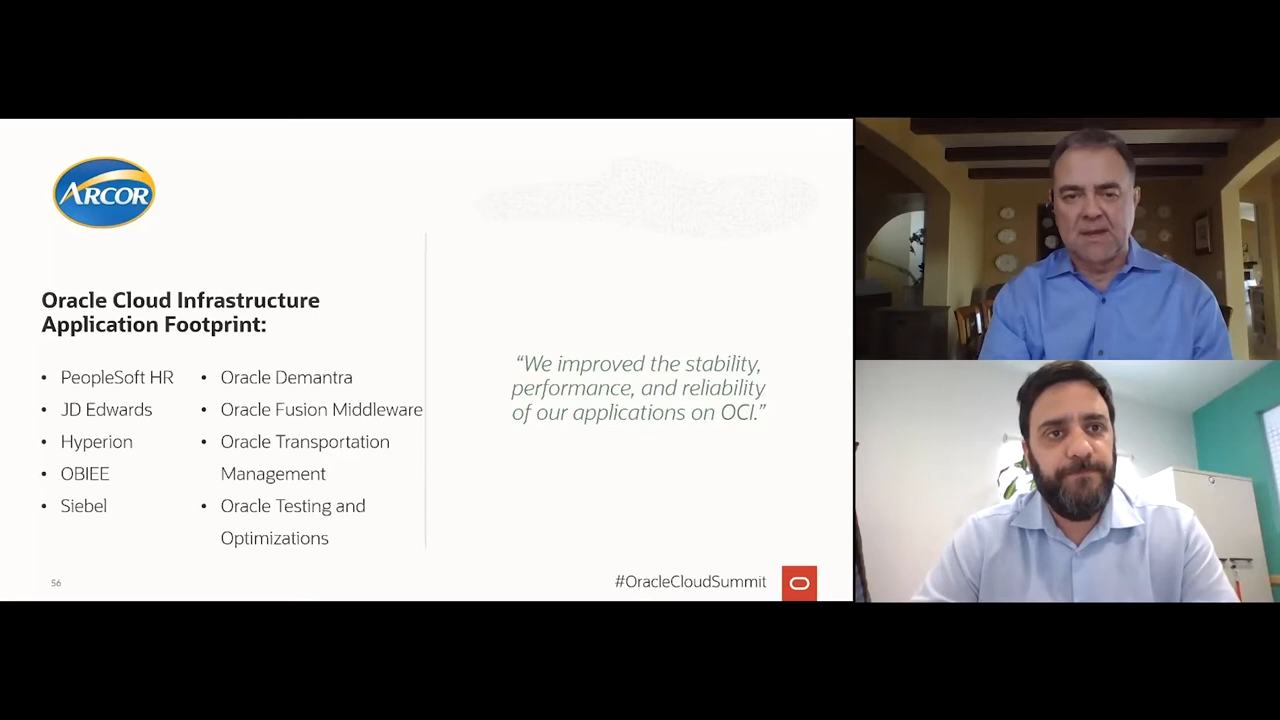 ARCOR
Oracle Cloud Infrastructure
Application Footprint:
• PeopleSoft HR
• JD Edwards
• Hyperion
• OBIEE
• Siebel
• Oracle Demantra
• Oracle Fusion Middleware
• Oracle Transportation
Management
• Oracle Testing and
Optimizations
“We improved the stability,
performance, and reliability
of our applications on OCI.”
56
#OracleCloudSummit